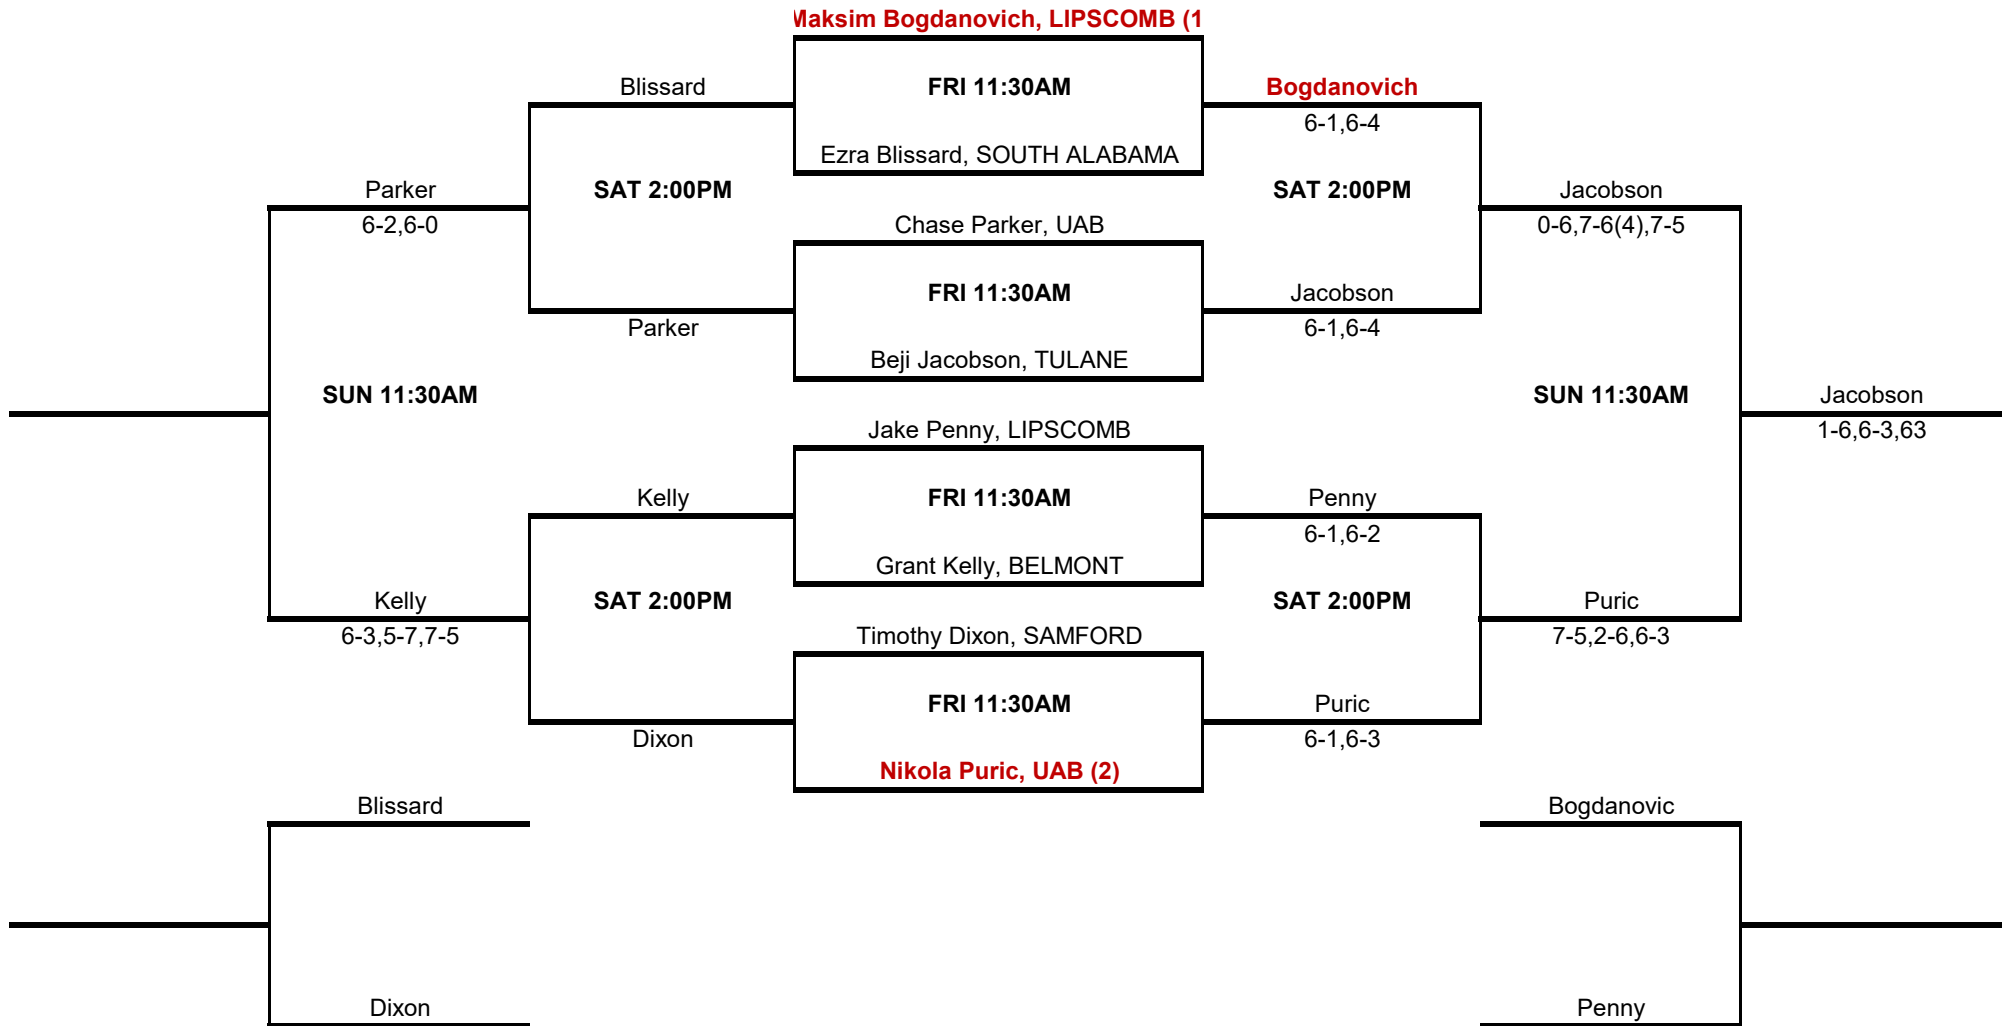 Maksim Bogdanovich, LIPSCOMB (1
Blissard
FRI 11:30AM
Bogdanovich
6-1,6-4
Ezra Blissard, SOUTH ALABAMA
Parker
SAT 2:00PM
SAT 2:00PM
Jacobson
6-2,6-0
Chase Parker, UAB
0-6,7-6(4),7-5
FRI 11:30AM
Jacobson
Parker
6-1,6-4
Beji Jacobson, TULANE
SUN 11:30AM
SUN 11:30AM
Jacobson
Jake Penny, LIPSCOMB
1-6,6-3,63
Kelly
FRI 11:30AM
Penny
6-1,6-2
Grant Kelly, BELMONT
Kelly
SAT 2:00PM
SAT 2:00PM
Puric
6-3,5-7,7-5
Timothy Dixon, SAMFORD
7-5,2-6,6-3
FRI 11:30AM
Puric
Dixon
6-1,6-3
Nikola Puric, UAB (2)
Blissard
Bogdanovic
Dixon
Penny